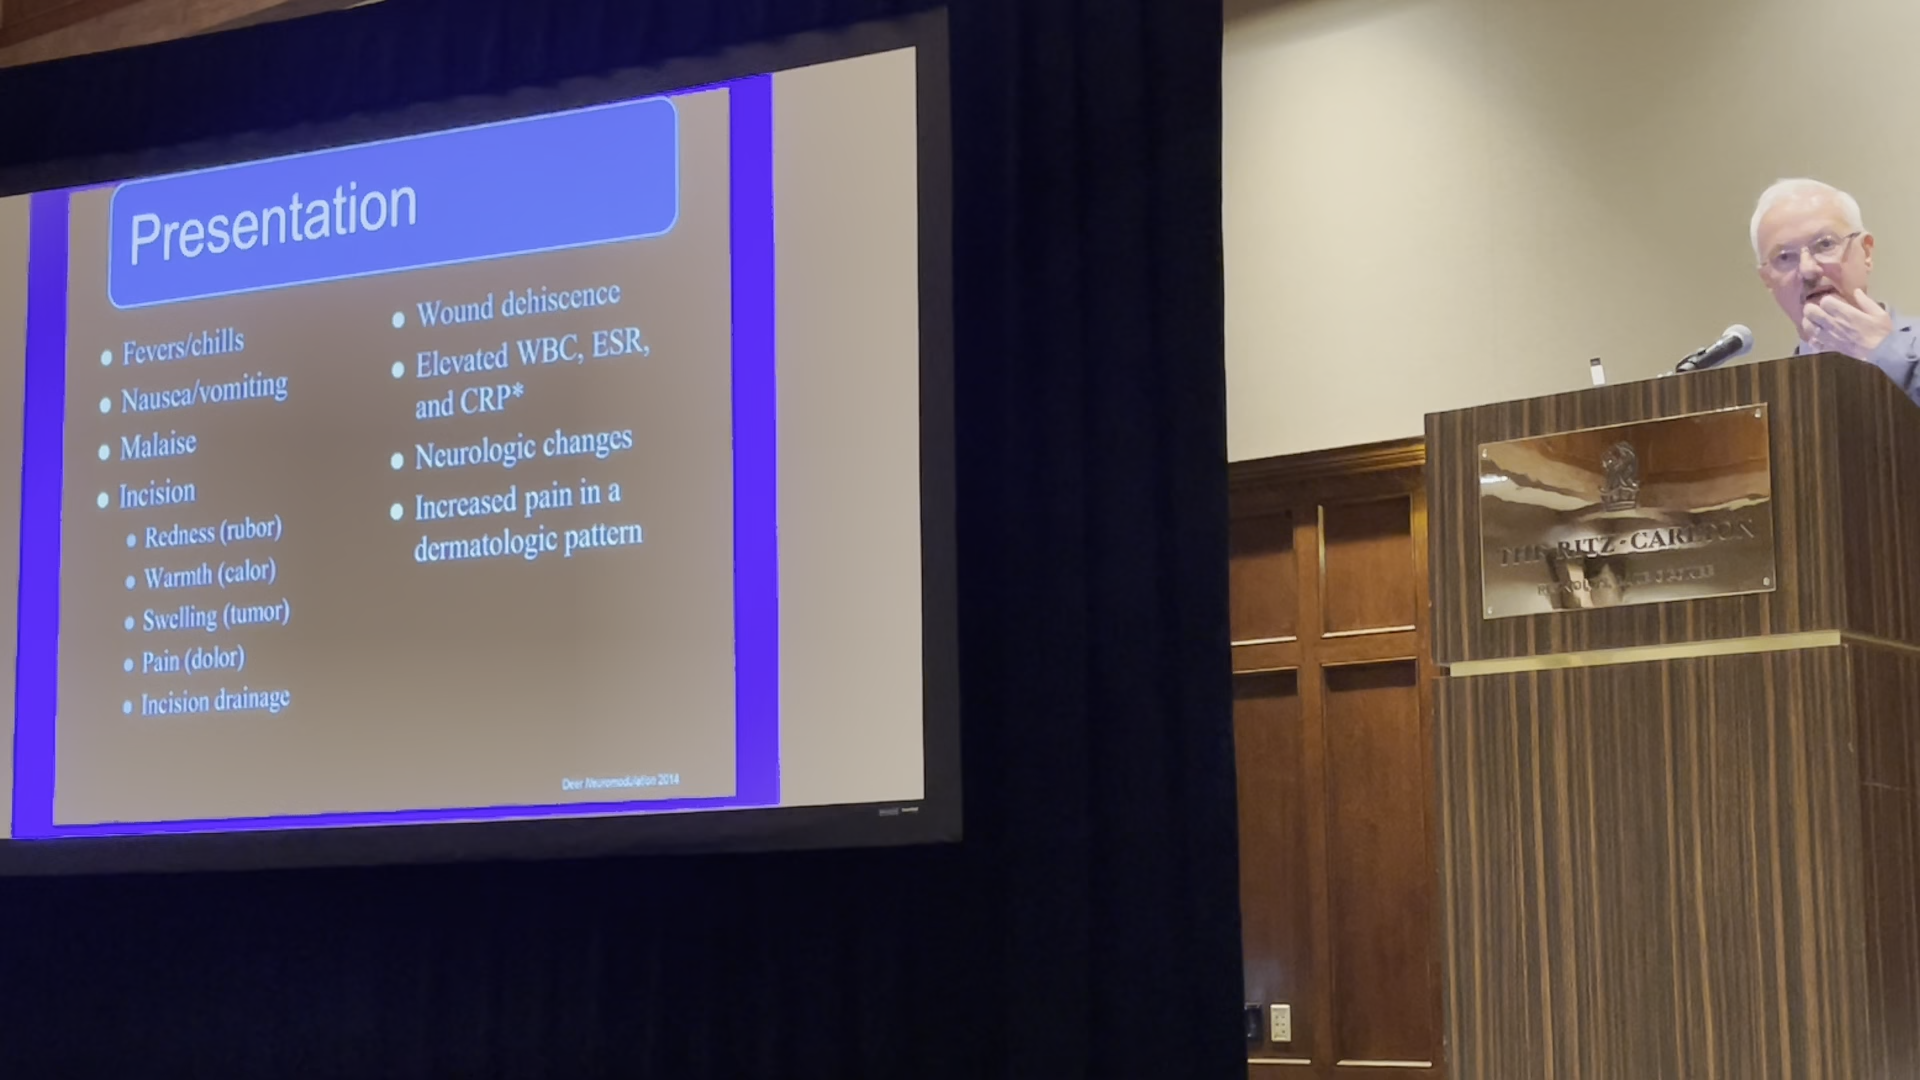 Presentation
Fevers/chills
Nausea/vomiting
Malaise
Incision
Redness (rubor)
Warmth (calor)
Swelling (tumor)
Pain (dolor)
Incision drainage
Wound dehiscence
Elevated WBC, ESR,
and CRP*
Neurologic changes
Increased pain in a
dermatologic pattern
Deer Neuromodulation 2014
THE RITZ-CARLTON